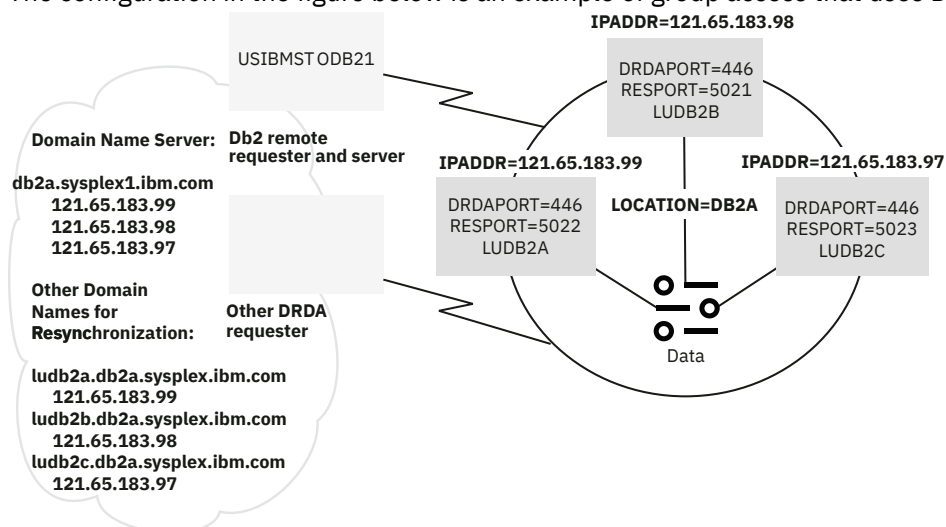 The configuration in the figure below is an example of group access that uses
IPADDR=121.65.183.98
USIBMSTODB21
DRDAPORT=446
RESPORT=5021
LUDB2B
Domain Name Server:
Db2 remote
requester and server
IPADDR=121.65.183.99
IPADDR=121.65.183.97
db2a.sysplex1.ibm.com
121.65.183.99
121.65.183.98
121.65.183.97
DRDAPORT=446
RESPORT=5022
LUDB2A
LOCATION=DB2A
DRDAPORT=446
RESPORT=5023
LUDB2C
Other Domain
Names for
Resynchronization:
Other DRDA
requester
Data
ludb2a.db2a.sysplex.ibm.com
121.65.183.99
ludb2b.db2a.sysplex.ibm.com
121.65.183.98
ludb2c.db2a.sysplex.ibm.com
121.65.183.97